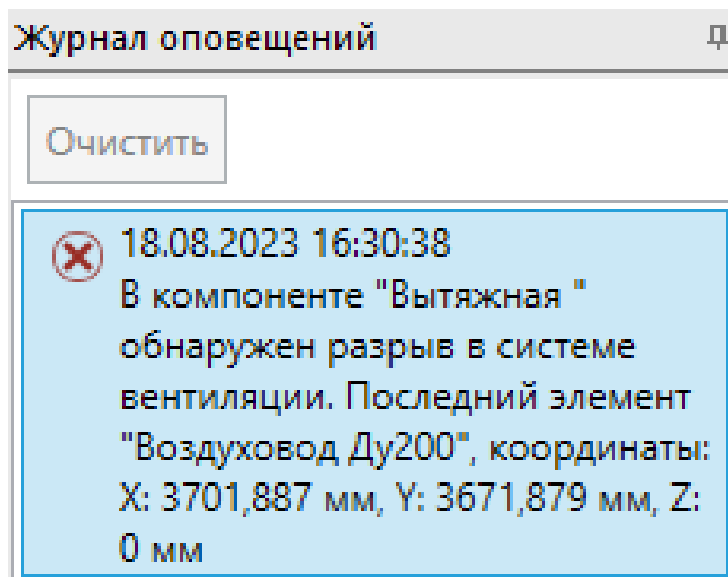 Журнал оповещений
Очистить
18.08.2023 16:30:38
В компоненте "Вытяжная "
обнаружен разрыв в системе
вентиляции. Последний элемент
"Воздуховод Ду200", координаты:
X: 3701,887 мм, Y: 3671,879 мм, Z:
0 мм